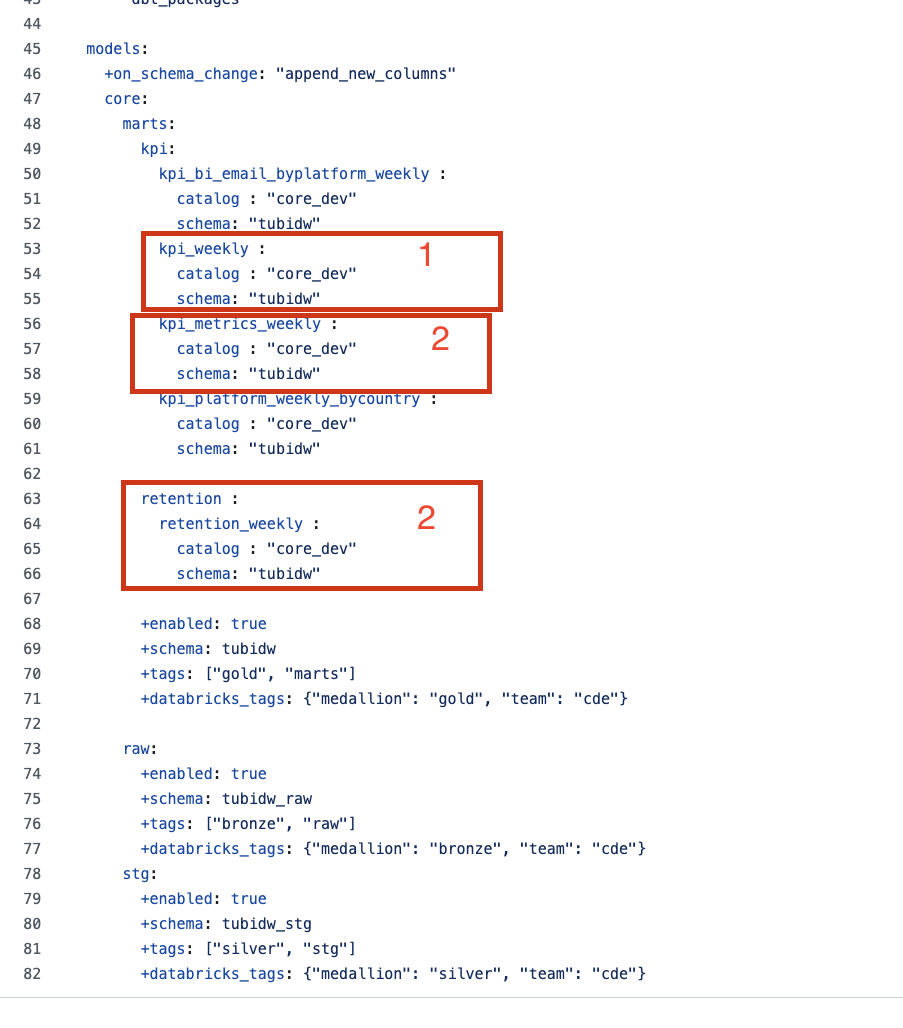 43 dbt_packages"
44
45 models:
46 +on_schema_change: "append_new_columns"
47 core:
48 marts:
49 kpi:
50 kpi_bi_email_byplatform_weekly :
51 catalog : "core_dev"
52 schema: "tubidw"
53 kpi_weekly : 1
54 catalog : "core_dev"
55 schema: "tubidw"
56 kpi_metrics_weekly : 2
57 catalog : "core_dev"
58 schema: "tubidw"
59 kpi_platform_weekly_bycountry :
60 catalog : "core_dev"
61 schema: "tubidw"
62
63 retention :
64 retention_weekly : 2
65 catalog : "core_dev"
66 schema: "tubidw"
67
68 +enabled: true
69 +schema: tubidw
70 +tags: ["gold", "marts"]
71 +databricks_tags: {"medallion": "gold", "team": "cde"}
72
73 raw:
74 +enabled: true
75 +schema: tubidw_raw
76 +tags: ["bronze", "raw"]
77 +databricks_tags: {"medallion": "bronze", "team": "cde"}
78 stg:
79 +enabled: true
80 +schema: tubidw_stg
81 +tags: ["silver", "stg"]
82 +databricks_tags: {"medallion": "silver", "team": "cde"}